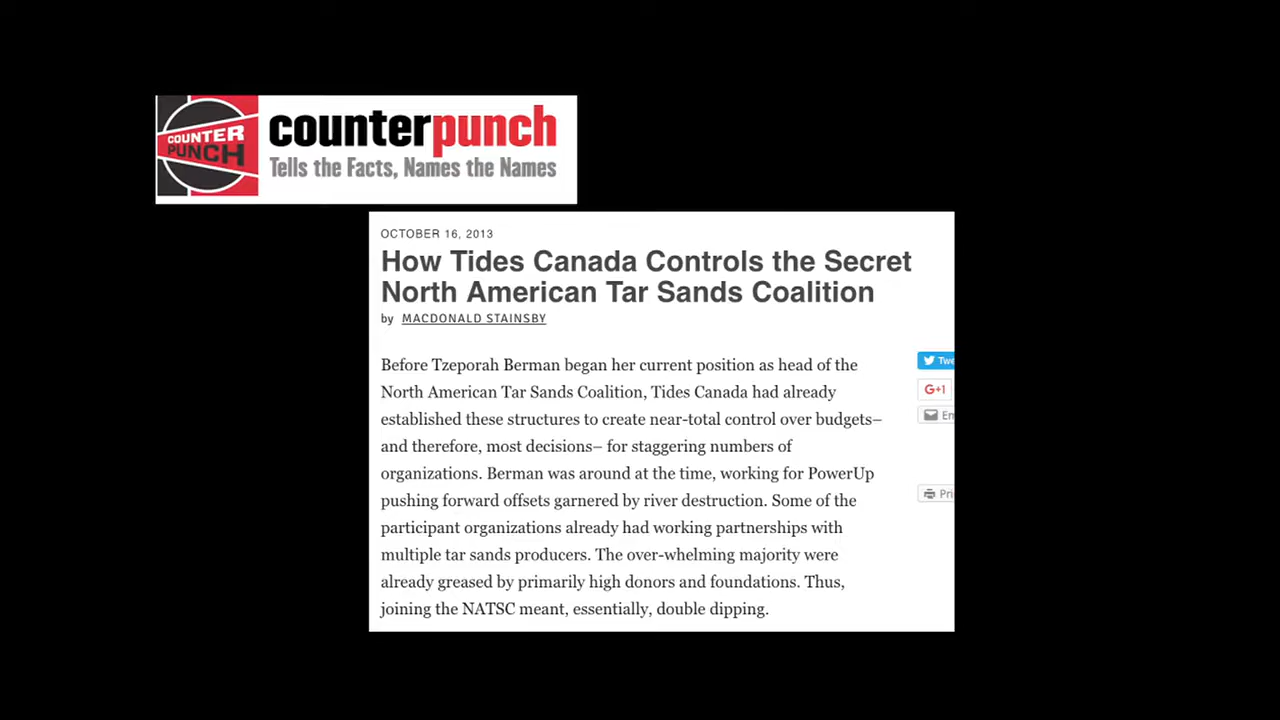 COUNTER
PUNCH
counterpunch
Tells the Facts, Names the Names
OCTOBER 16, 2013
How Tides Canada Controls the Secret
North American Tar Sands Coalition
by MACDONALD STAINSBY
Before Tzeporah Berman began her current position as head of the
North American Tar Sands Coalition, Tides Canada had already
established these structures to create near-total control over budgets–
and therefore, most decisions– for staggering numbers of
organizations. Berman was around at the time, working for PowerUp
pushing forward offsets garnered by river destruction. Some of the
participant organizations already had working partnerships with
multiple tar sands producers. The over-whelming majority were
already greased by primarily high donors and foundations. Thus,
joining the NATSC meant, essentially, double dipping.
Twe
G+1
Em
Pri